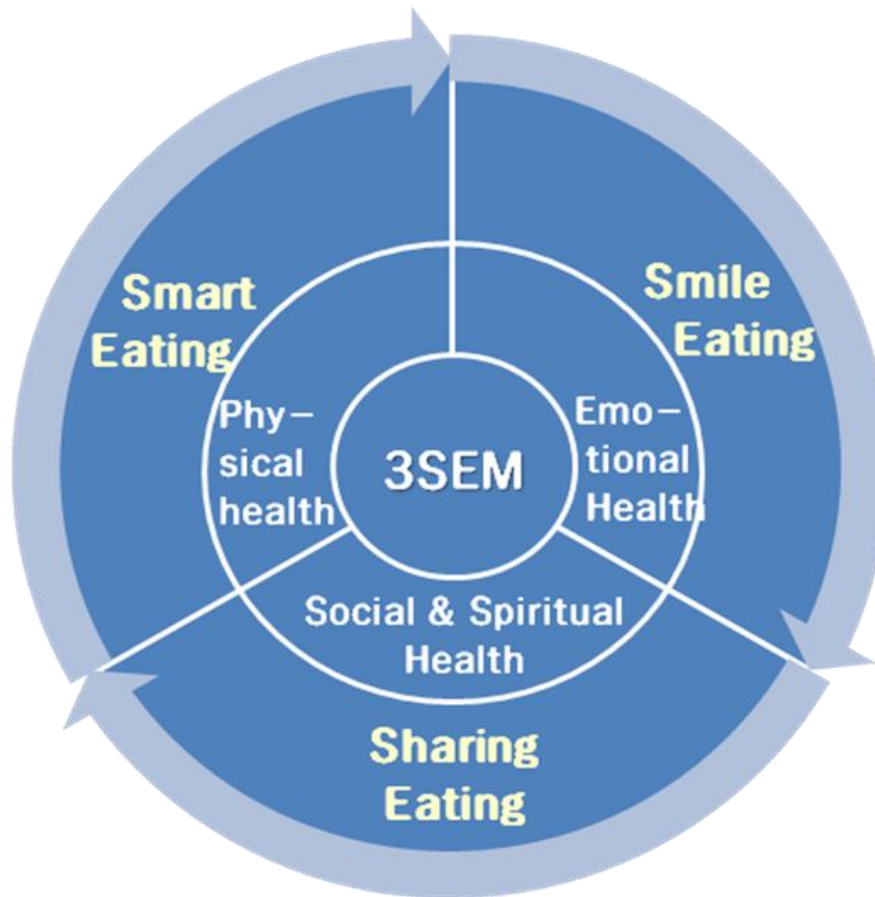 Smart
Eating
Smile
Eating
Phy-
sical
health
3SEM
Emo-
tional
Health
Social & Spiritual
Health
Sharing
Eating